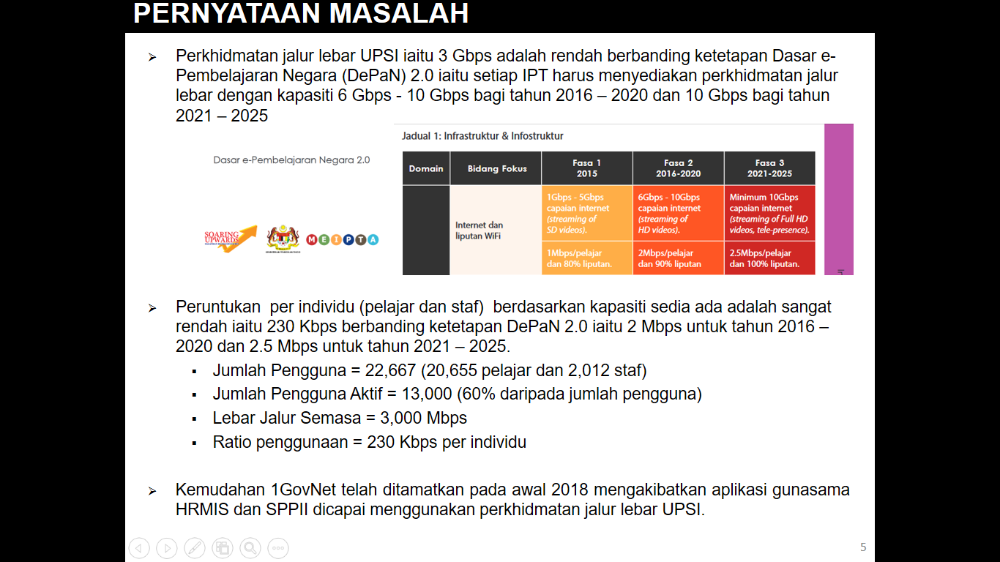 PERNYATAAN MASALAH
Perkhidmatan jalur lebar UPSI iaitu 3 Gbps adalah rendah berbanding ketetapan Dasar e-
Pembelajaran Negara (DePaN) 2.0 iaitu setiap IPT harus menyediakan perkhidmatan jalur
lebar dengan kapasiti 6 Gbps - 10 Gbps bagi tahun 2016 – 2020 dan 10 Gbps bagi tahun
2021 – 2025
Dasar e-Pembelajaran Negara 2.0
SOARING
UPWARDS
MEIPTA
Jadual 1: Infrastruktur & Infostruktur
Domain
Bidang Fokus
Fasa 1
2015
Fasa 2
2016-2020
Fasa 3
2021-2025
Internet dan
liputan WiFi
1Gbps - 5Gbps
capaian internet
(streaming of
SD videos).
6Gbps - 10Gbps
capaian internet
(streaming of
HD videos).
Minimum 10Gbps
capaian internet
(streaming of Full HD
videos, tele-presence).
1Mbps/pelajar
dan 80% liputan.
2Mbps/pelajar
dan 90% liputan
2.5Mbps/pelajar
dan 100% liputan.
Peruntukan  per individu (pelajar dan staf)  berdasarkan kapasiti sedia ada adalah sangat
rendah iaitu 230 Kbps berbanding ketetapan DePaN 2.0 iaitu 2 Mbps untuk tahun 2016 –
2020 dan 2.5 Mbps untuk tahun 2021 – 2025.
Jumlah Pengguna = 22,667 (20,655 pelajar dan 2,012 staf)
Jumlah Pengguna Aktif = 13,000 (60% daripada jumlah pengguna)
Lebar Jalur Semasa = 3,000 Mbps
Ratio penggunaan = 230 Kbps per individu
Kemudahan 1GovNet telah ditamatkan pada awal 2018 mengakibatkan aplikasi gunasama
HRMIS dan SPPII dicapai menggunakan perkhidmatan jalur lebar UPSI.
5